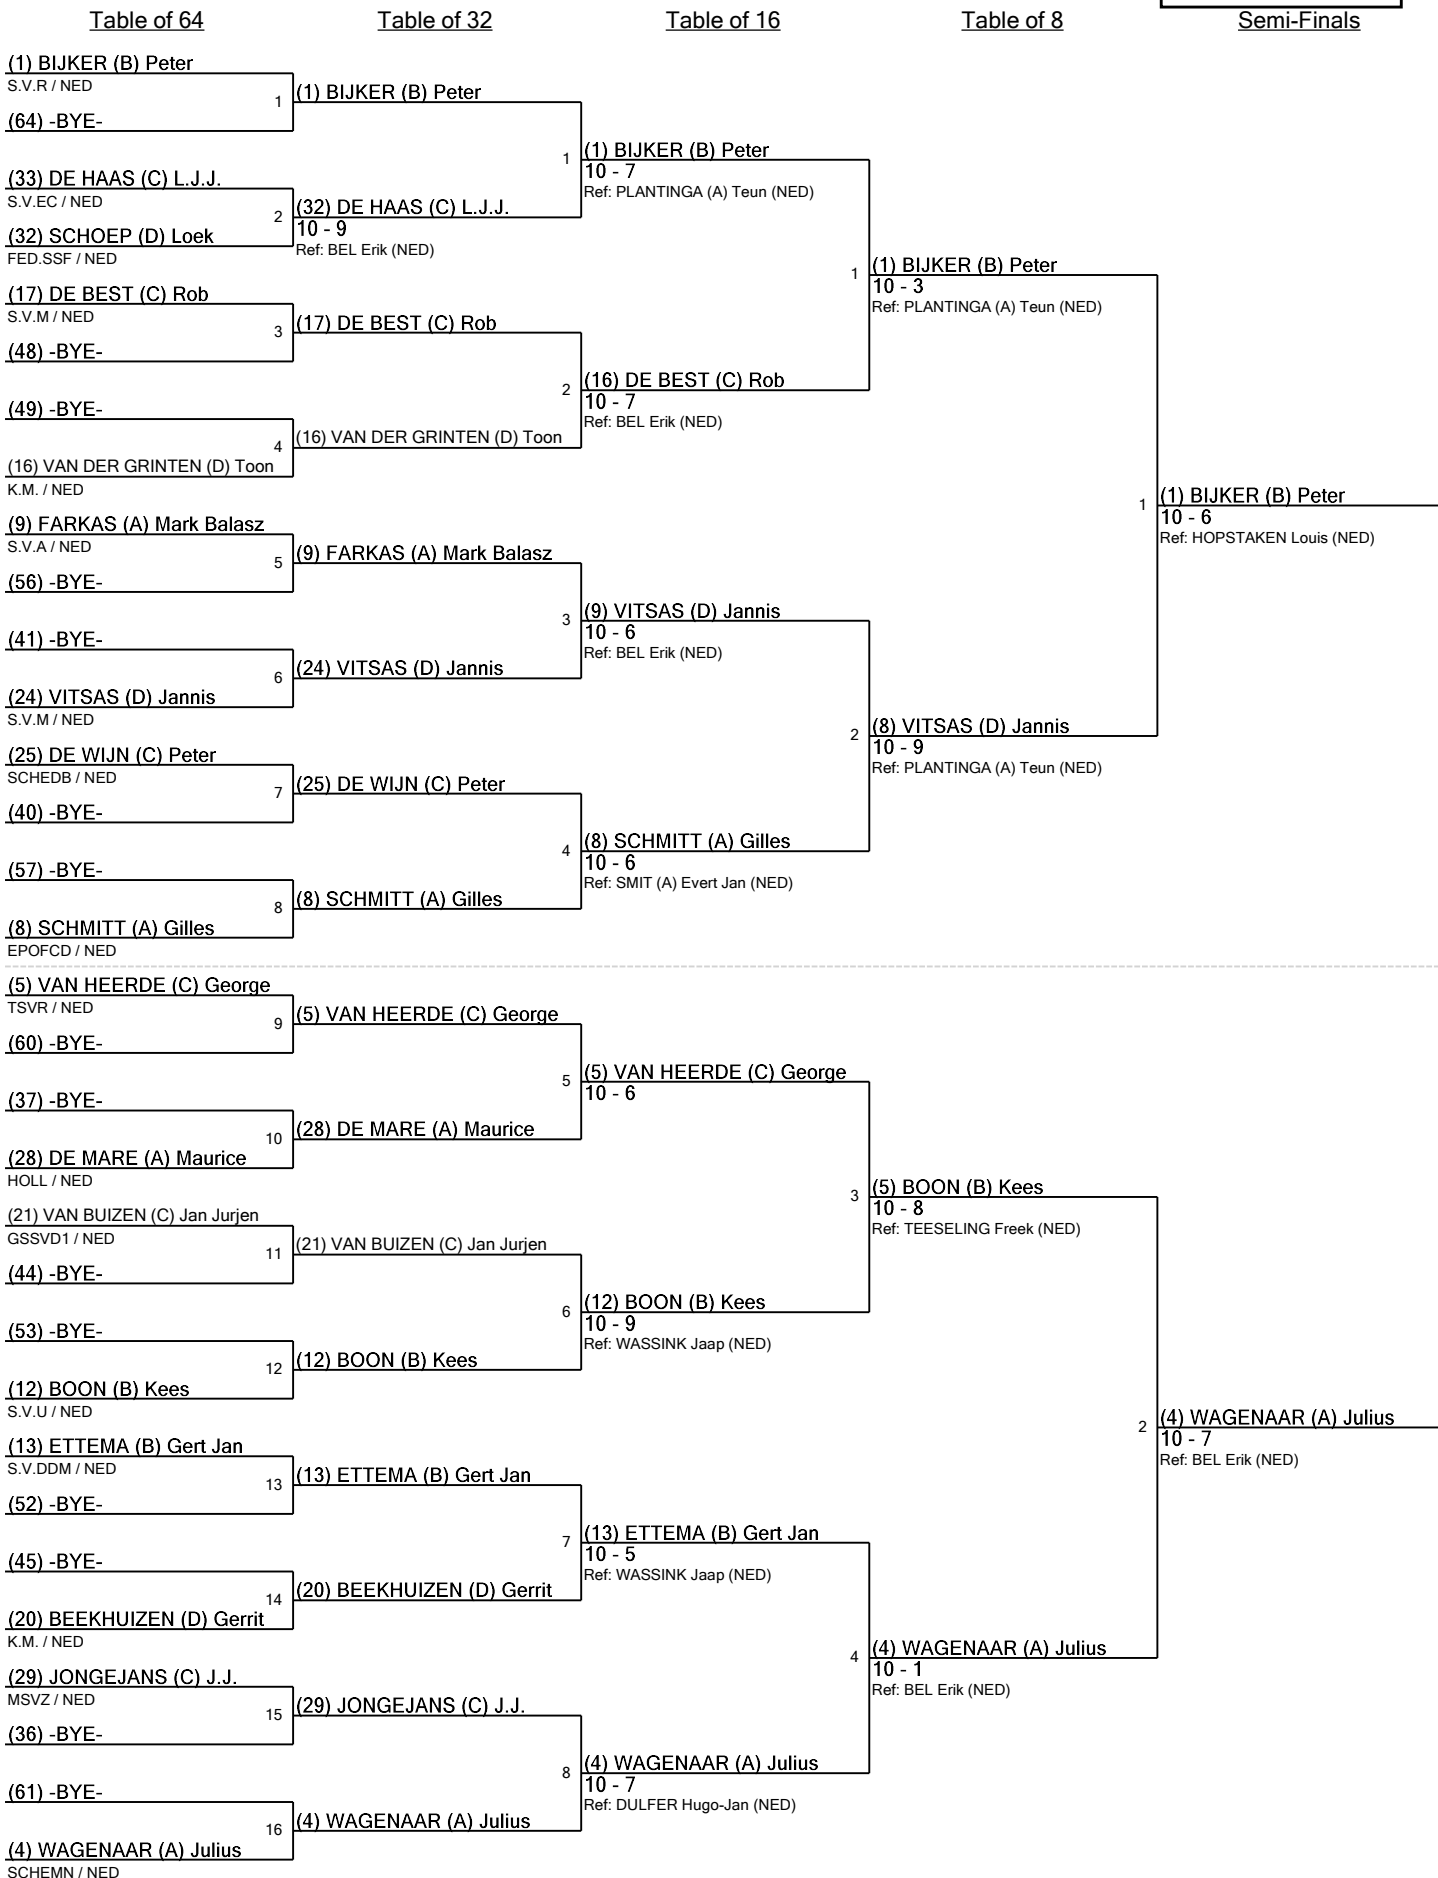 Table of 64
Table of 32
Table of 16
Table of 8
Semi-Finals
(1) BIJKER (B) Peter
S.V.R / NED
1
(64) -BYE-
(33) DE HAAS (C) L.J.J.
S.V.EC / NED
2
(32) SCHOEP (D) Loek
FED.SSF / NED
(17) DE BEST (C) Rob
S.V.M / NED
3
(48) -BYE-
(49) -BYE-
4
(16) VAN DER GRINTEN (D) Toon
K.M. / NED
(9) FARKAS (A) Mark Balasz
S.V.A / NED
5
(56) -BYE-
(41) -BYE-
6
(24) VITSAS (D) Jannis
S.V.M / NED
(25) DE WIJN (C) Peter
SCHEDB / NED
7
(40) -BYE-
(57) -BYE-
8
(8) SCHMITT (A) Gilles
EPOFCD / NED
(5) VAN HEERDE (C) George
TSVR / NED
9
(60) -BYE-
(37) -BYE-
10
(28) DE MARE (A) Maurice
HOLL / NED
(21) VAN BUIZEN (C) Jan Jurjen
GSSVD1 / NED
11
(44) -BYE-
(53) -BYE-
12
(12) BOON (B) Kees
S.V.U / NED
(13) ETTEMA (B) Gert Jan
S.V.DDM / NED
13
(52) -BYE-
(45) -BYE-
14
(20) BEEKHUIZEN (D) Gerrit
K.M. / NED
(29) JONGEJANS (C) J.J.
MSVZ / NED
15
(36) -BYE-
(61) -BYE-
16
(4) WAGENAAR (A) Julius
SCHEMN / NED
(1) BIJKER (B) Peter
1
(32) DE HAAS (C) L.J.J.
10 - 9
Ref: BEL Erik (NED)
(17) DE BEST (C) Rob
2
(16) VAN DER GRINTEN (D) Toon
(9) FARKAS (A) Mark Balasz
3
(24) VITSAS (D) Jannis
(25) DE WIJN (C) Peter
4
(8) SCHMITT (A) Gilles
(5) VAN HEERDE (C) George
5
(28) DE MARE (A) Maurice
(21) VAN BUIZEN (C) Jan Jurjen
6
(12) BOON (B) Kees
(13) ETTEMA (B) Gert Jan
7
(20) BEEKHUIZEN (D) Gerrit
(29) JONGEJANS (C) J.J.
8
(4) WAGENAAR (A) Julius
(1) BIJKER (B) Peter
10 - 7
Ref: PLANTINGA (A) Teun (NED)
1
(16) DE BEST (C) Rob
10 - 7
Ref: BEL Erik (NED)
(9) VITSAS (D) Jannis
10 - 6
Ref: BEL Erik (NED)
2
(8) SCHMITT (A) Gilles
10 - 6
Ref: SMIT (A) Evert Jan (NED)
(5) VAN HEERDE (C) George
10 - 6
3
(12) BOON (B) Kees
10 - 9
Ref: WASSINK Jaap (NED)
(13) ETTEMA (B) Gert Jan
10 - 5
Ref: WASSINK Jaap (NED)
4
(4) WAGENAAR (A) Julius
10 - 7
Ref: DULFER Hugo-Jan (NED)
(1) BIJKER (B) Peter
10 - 3
Ref: PLANTINGA (A) Teun (NED)
1
(8) VITSAS (D) Jannis
10 - 9
Ref: PLANTINGA (A) Teun (NED)
(5) BOON (B) Kees
10 - 8
Ref: TEESELING Freek (NED)
2
(4) WAGENAAR (A) Julius
10 - 1
Ref: BEL Erik (NED)
(1) BIJKER (B) Peter
10 - 6
Ref: HOPSTAKEN Louis (NED)
(4) WAGENAAR (A) Julius
10 - 7
Ref: BEL Erik (NED)